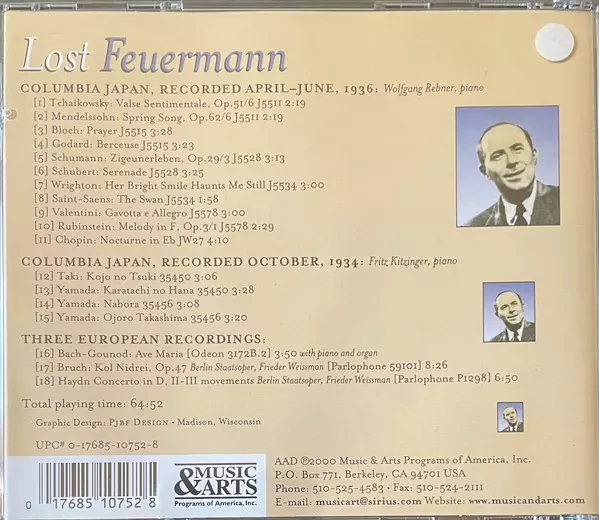 Lost Feuermann
COLUMBIA JAPAN, RECORDED APRIL–JUNE, 1936: Wolfgang Rebner, piano
[1] Tchaikowsky: Valse Sentimentale, Op.51/6 J5511 2:19
[2] Mendelssohn: Spring Song, Op.62/6 J5511 2:19
[3] Bloch: Prayer J5515 3:28
[4] Godard: Berceuse J5515 3:23
[5] Schumann: Zigeunerleben, Op.29/3 J5528 3:13
[6] Schubert: Serenade J5528 3:25
[7] Wrighton: Her Bright Smile Haunts Me Still J5534 3:00
[8] Saint-Saens: The Swan J5534 1:58
[9] Valentini: Gavotta e Allegro J5578 3:00
[10] Rubinstein: Melody in F, Op.3/1 J5578 2:29
[11] Chopin: Nocturne in Eb JW27 4:10
COLUMBIA JAPAN, RECORDED OCTOBER, 1934: Fritz Kitzinger, piano
[12] Taki: Kojo no Tsuki 35450 3:06
[13] Yamada: Karatachi no Hana 35450 3:28
[14] Yamada: Nabora 35456 3:08
[15] Yamada: Ojoro Takashima 35456 3:20
THREE EUROPEAN RECORDINGS:
[16] Bach-Gounod: Ave Maria [Odeon 3172B.2] 3:50 with piano and organ
[17] Bruch: Kol Nidrei, Op.47 Berlin Staatsoper, Frieder Weissman [Parlophone 59101] 8:26
[18] Haydn Concerto in D, II-III movements Berlin Staatsoper, Frieder Weissman [Parlophone P1298] 6:50
Total playing time: 64:52
Graphic Design: PJBF DESIGN • Madison, Wisconsin
UPC# 0-17685-10752-8
0 17685 10752 8
MUSIC
&ARTS
Programs of America, Inc.
AAD ℗2000 Music & Arts Programs of America, Inc.
P.O. Box 771, Berkeley, CA 94701 USA
Phone: 510-525-4583 • Fax: 510-524-2111
E-mail: musicart@sirius.com Website: www.musicandarts.com